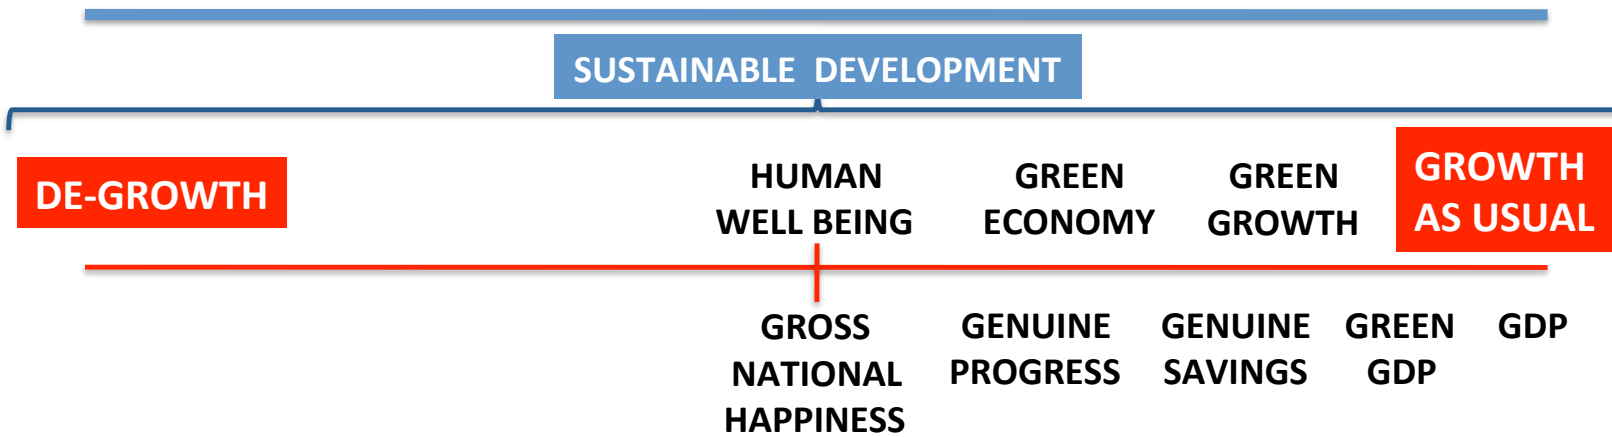 SUSTAINABLE DEVELOPMENT
DE-GROWTH
HUMAN
WELL BEING
GREEN
ECONOMY
GREEN
GROWTH
GROWTH
AS USUAL
GROSS
NATIONAL
HAPPINESS
GENUINE
PROGRESS
GENUINE
SAVINGS
GREEN
GDP
GDP